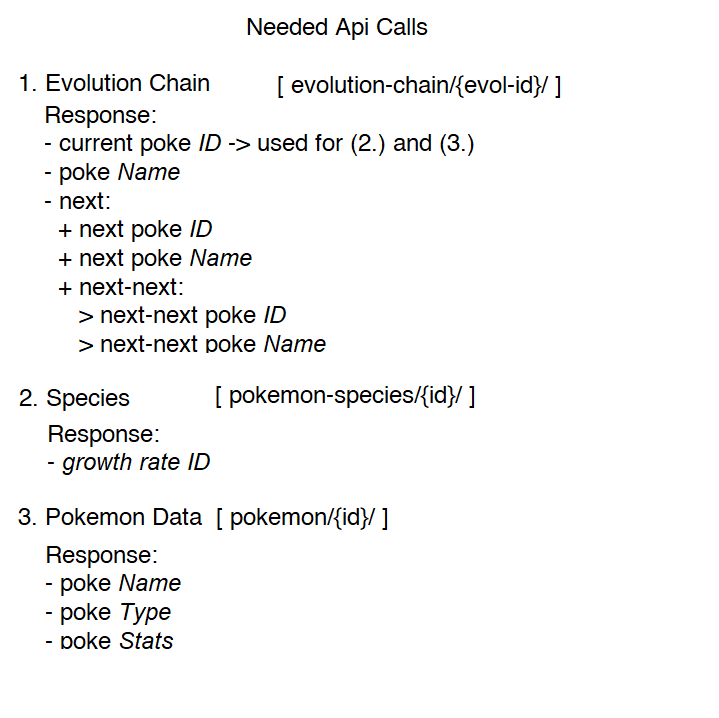 Needed Api Calls
1. Evolution Chain [ evolution-chain/{evol-id}/ ]
Response:
- current poke ID -> used for (2.) and (3.)
- poke Name
- next:
+ next poke ID
+ next poke Name
+ next-next:
> next-next poke ID
> next-next poke Name
2. Species [ pokemon-species/{id}/ ]
Response:
- growth rate ID
3. Pokemon Data [ pokemon/{id}/ ]
Response:
- poke Name
- poke Type
- poke Stats